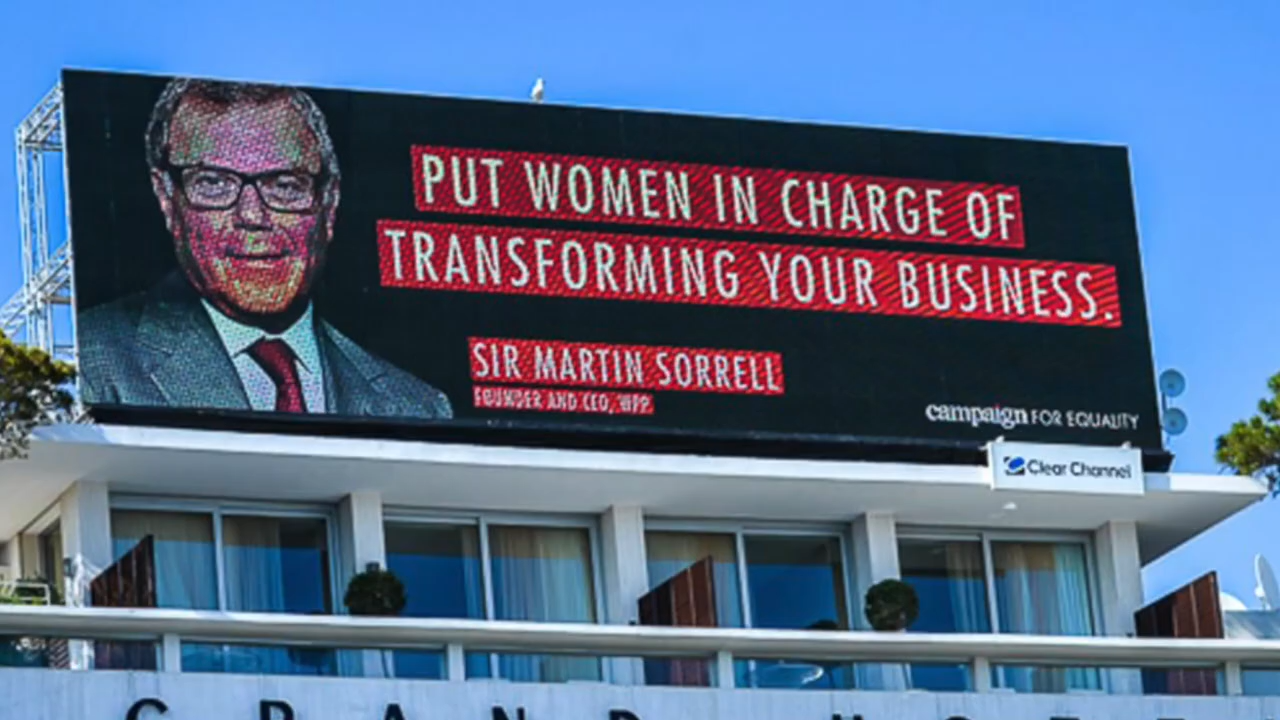 PUT WOMEN IN CHARGE OF
TRANSFORMING YOUR BUSINESS.
SIR MARTIN SORRELL
FOUNDER AND CEO, WPP
campaign FOR EQUALITY
Clear Channel
GRAND